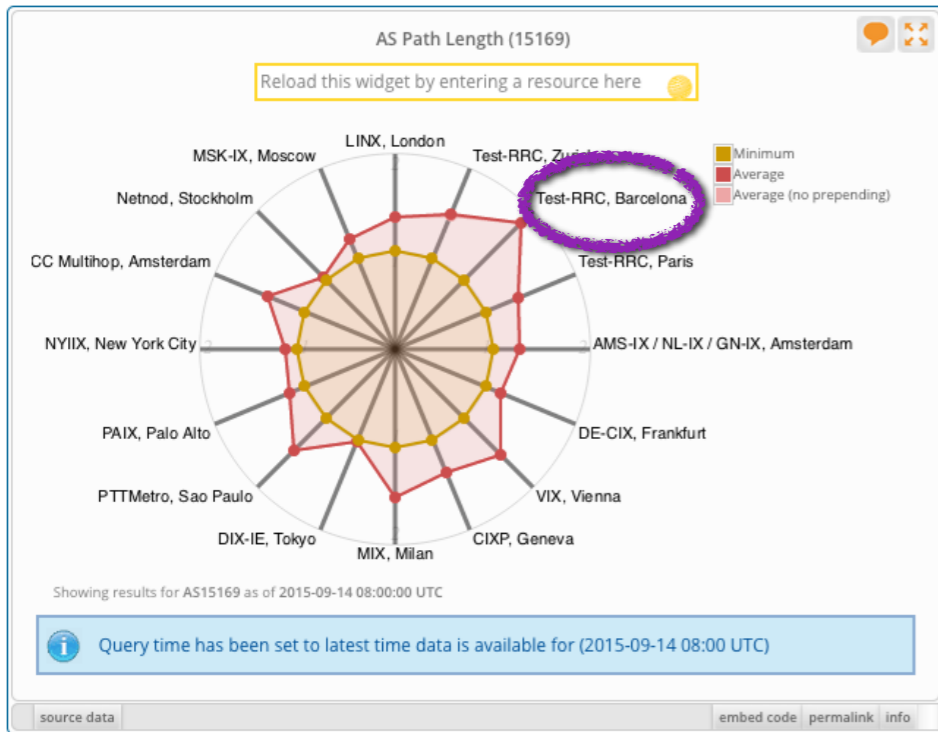 AS Path Length (15169)
Reload this widget by entering a resource here
LINX, London
MSK-IX, Moscow
Test-RRC,
Minimum
Average
Average (no prepending)
Netnod, Stockholm
Test-RRC, Barcelona
CC Multihop, Amsterdam
Test-RRC, Paris
NYIIX, New York City
AMS-IX / NL-IX / GN-IX, Amsterdam
PAIX, Palo Alto
DE-CIX, Frankfurt
PTTMetro, Sao Paulo
VIX, Vienna
DIX-IE, Tokyo
MIX, Milan
CIXP, Geneva
Showing results for AS15169 as of 2015-09-14 08:00:00 UTC
Query time has been set to latest time data is available for (2015-09-14 08:00 UTC)
source data
embed code permalink info